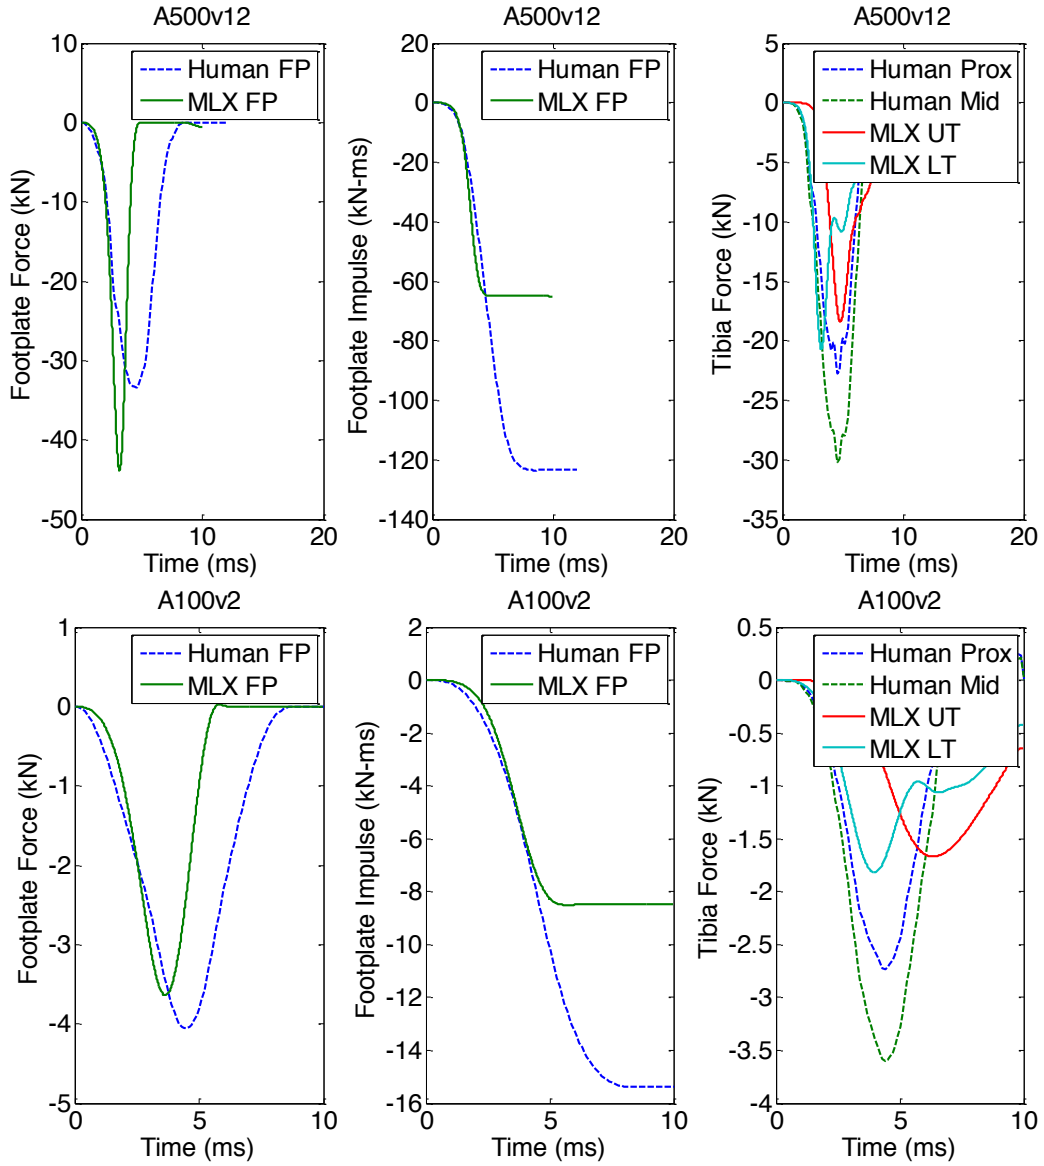 A500v12
Footplate Force (kN)
10
0
-10
-20
-30
-40
-50
Human FP
MLX FP
0
10
20
Time (ms)
A500v12
Footplate Impulse (kN-ms)
20
0
-20
-40
-60
-80
-100
-120
-140
Human FP
MLX FP
0
10
20
Time (ms)
A500v12
Tibia Force (kN)
5
0
-5
-10
-15
-20
-25
-30
-35
Human Prox
Human Mid
MLX UT
MLX LT
0
10
20
Time (ms)
A100v2
Footplate Force (kN)
1
0
-1
-2
-3
-4
-5
Human FP
MLX FP
0
5
10
Time (ms)
A100v2
Footplate Impulse (kN-ms)
2
0
-2
-4
-6
-8
-10
-12
-14
-16
Human FP
MLX FP
0
5
10
Time (ms)
A100v2
Tibia Force (kN)
0.5
0
-0.5
-1
-1.5
-2
-2.5
-3
-3.5
-4
Human Prox
Human Mid
MLX UT
MLX LT
0
5
10
Time (ms)